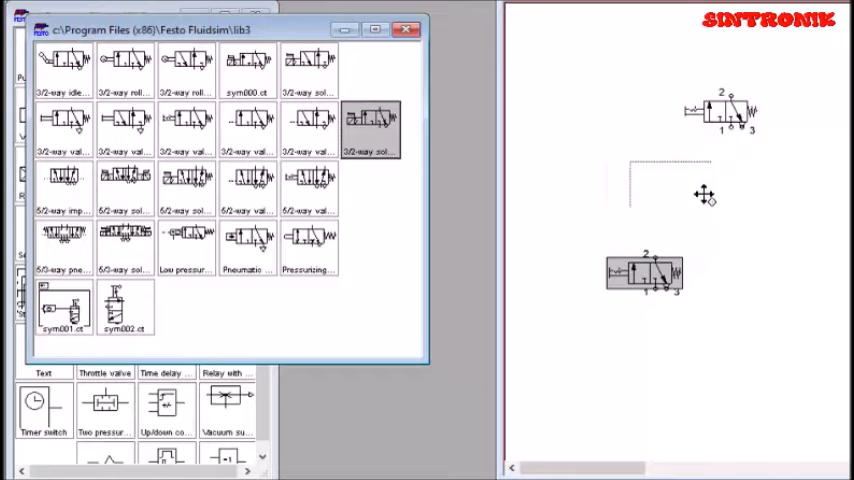 SINTRONIK
FESTO
c:\Program Files (x86)\Festo Fluidsim\lib3
3/2-way idle...
3/2-way roll...
3/2-way roll...
sym000.ct
3/2-way sol...
3/2-way val...
3/2-way val...
3/2-way val...
3/2-way val...
3/2-way val...
3/2-way sol...
5/2-way imp...
5/2-way sol...
5/2-way val...
5/2-way val...
5/2-way val...
5/3-way pne...
5/3-way sol...
Low pressur...
Pneumatic ...
Pressurizing...
sym001.ct
sym002.ct
Text
Throttle valve
Time delay ...
Relay with ...
Timer switch
Two pressur...
Up/down co...
Vacuum su...
2
1
3
2
1
3